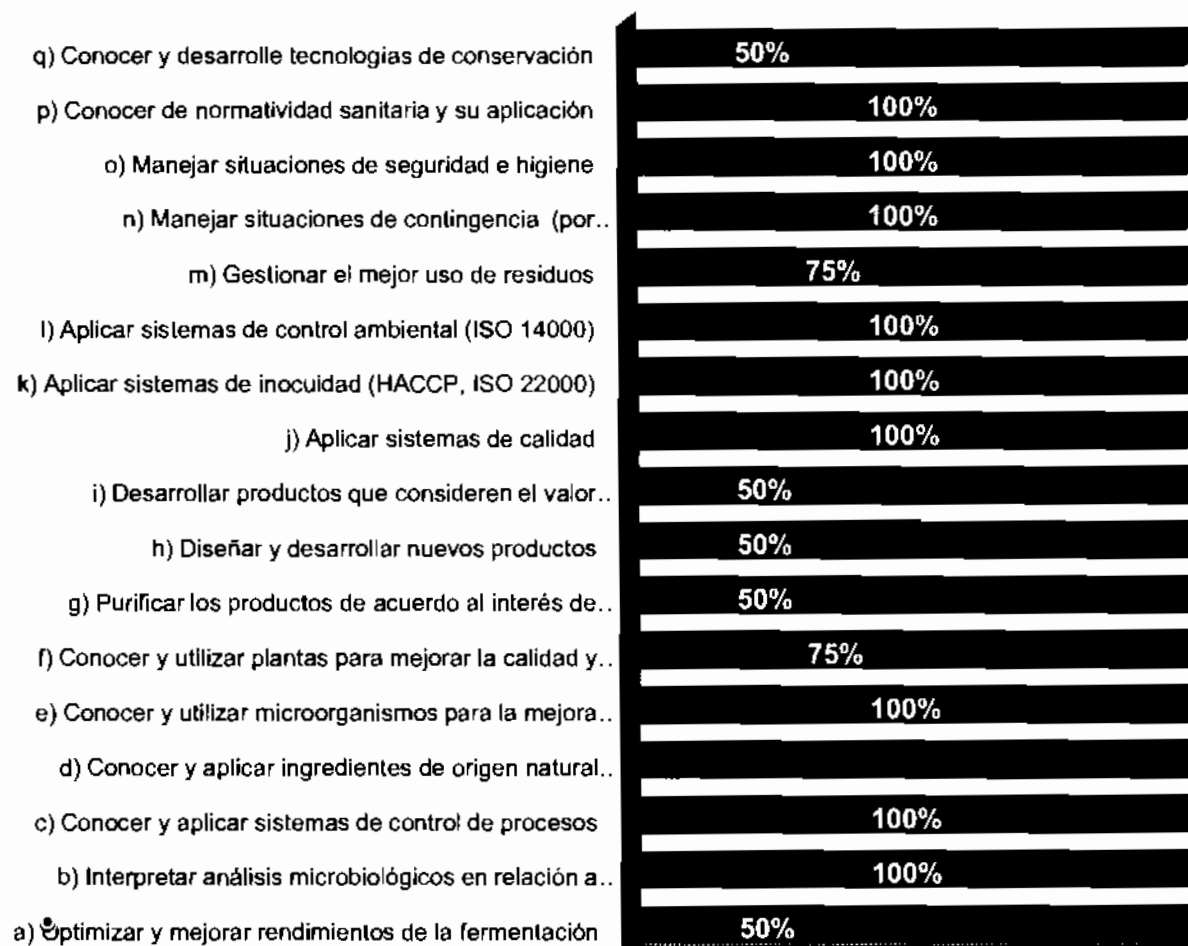 q) Conocer y desarrolle tecnologias de conservación 50%
p) Conocer de normatividad sanitaria y su aplicación 100%
o) Manejar situaciones de seguridad e higiene 100%
n) Manejar situaciones de contingencia (por.. 100%
m) Gestionar el mejor uso de residuos 75%
l) Aplicar sistemas de control ambiental (ISO 14000) 100%
k) Aplicar sistemas de inocuidad (HACCP, ISO 22000) 100%
j) Aplicar sistemas de calidad 100%
i) Desarrollar productos que consideren el valor.. 50%
h) Diseñar y desarrollar nuevos productos 50%
g) Purificar los productos de acuerdo al interés de.. 50%
f) Conocer y utilizar plantas para mejorar la calidad y.. 75%
e) Conocer y utilizar microorganismos para la mejora.. 100%
d) Conocer y aplicar ingredientes de origen natural..
c) Conocer y aplicar sistemas de control de procesos 100%
b) Interpretar análisis microbiológicos en relación a.. 100%
a) Optimizar y mejorar rendimientos de la fermentación 50%